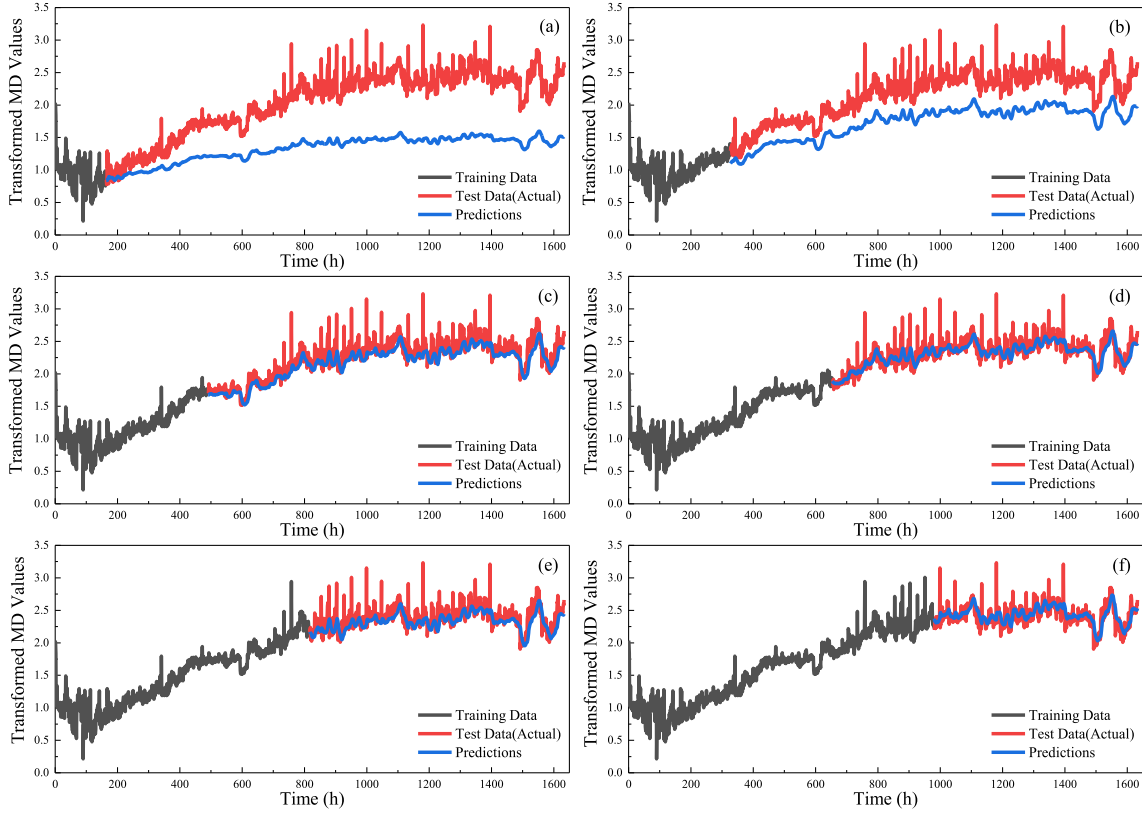 (a)
Transformed MD Values
3.5
3.0
2.5
2.0
1.5
1.0
0.5
0.0
Training Data
Test Data(Actual)
Predictions
0 200 400 600 800 1000 1200 1400 1600
Time (h)
(b)
Transformed MD Values
3.5
3.0
2.5
2.0
1.5
1.0
0.5
0.0
Training Data
Test Data(Actual)
Predictions
0 200 400 600 800 1000 1200 1400 1600
Time (h)
(c)
Transformed MD Values
3.5
3.0
2.5
2.0
1.5
1.0
0.5
0.0
Training Data
Test Data(Actual)
Predictions
0 200 400 600 800 1000 1200 1400 1600
Time (h)
(d)
Transformed MD Values
3.5
3.0
2.5
2.0
1.5
1.0
0.5
0.0
Training Data
Test Data(Actual)
Predictions
0 200 400 600 800 1000 1200 1400 1600
Time (h)
(e)
Transformed MD Values
3.5
3.0
2.5
2.0
1.5
1.0
0.5
0.0
Training Data
Test Data(Actual)
Predictions
0 200 400 600 800 1000 1200 1400 1600
Time (h)
(f)
Transformed MD Values
3.5
3.0
2.5
2.0
1.5
1.0
0.5
0.0
Training Data
Test Data(Actual)
Predictions
0 200 400 600 800 1000 1200 1400 1600
Time (h)